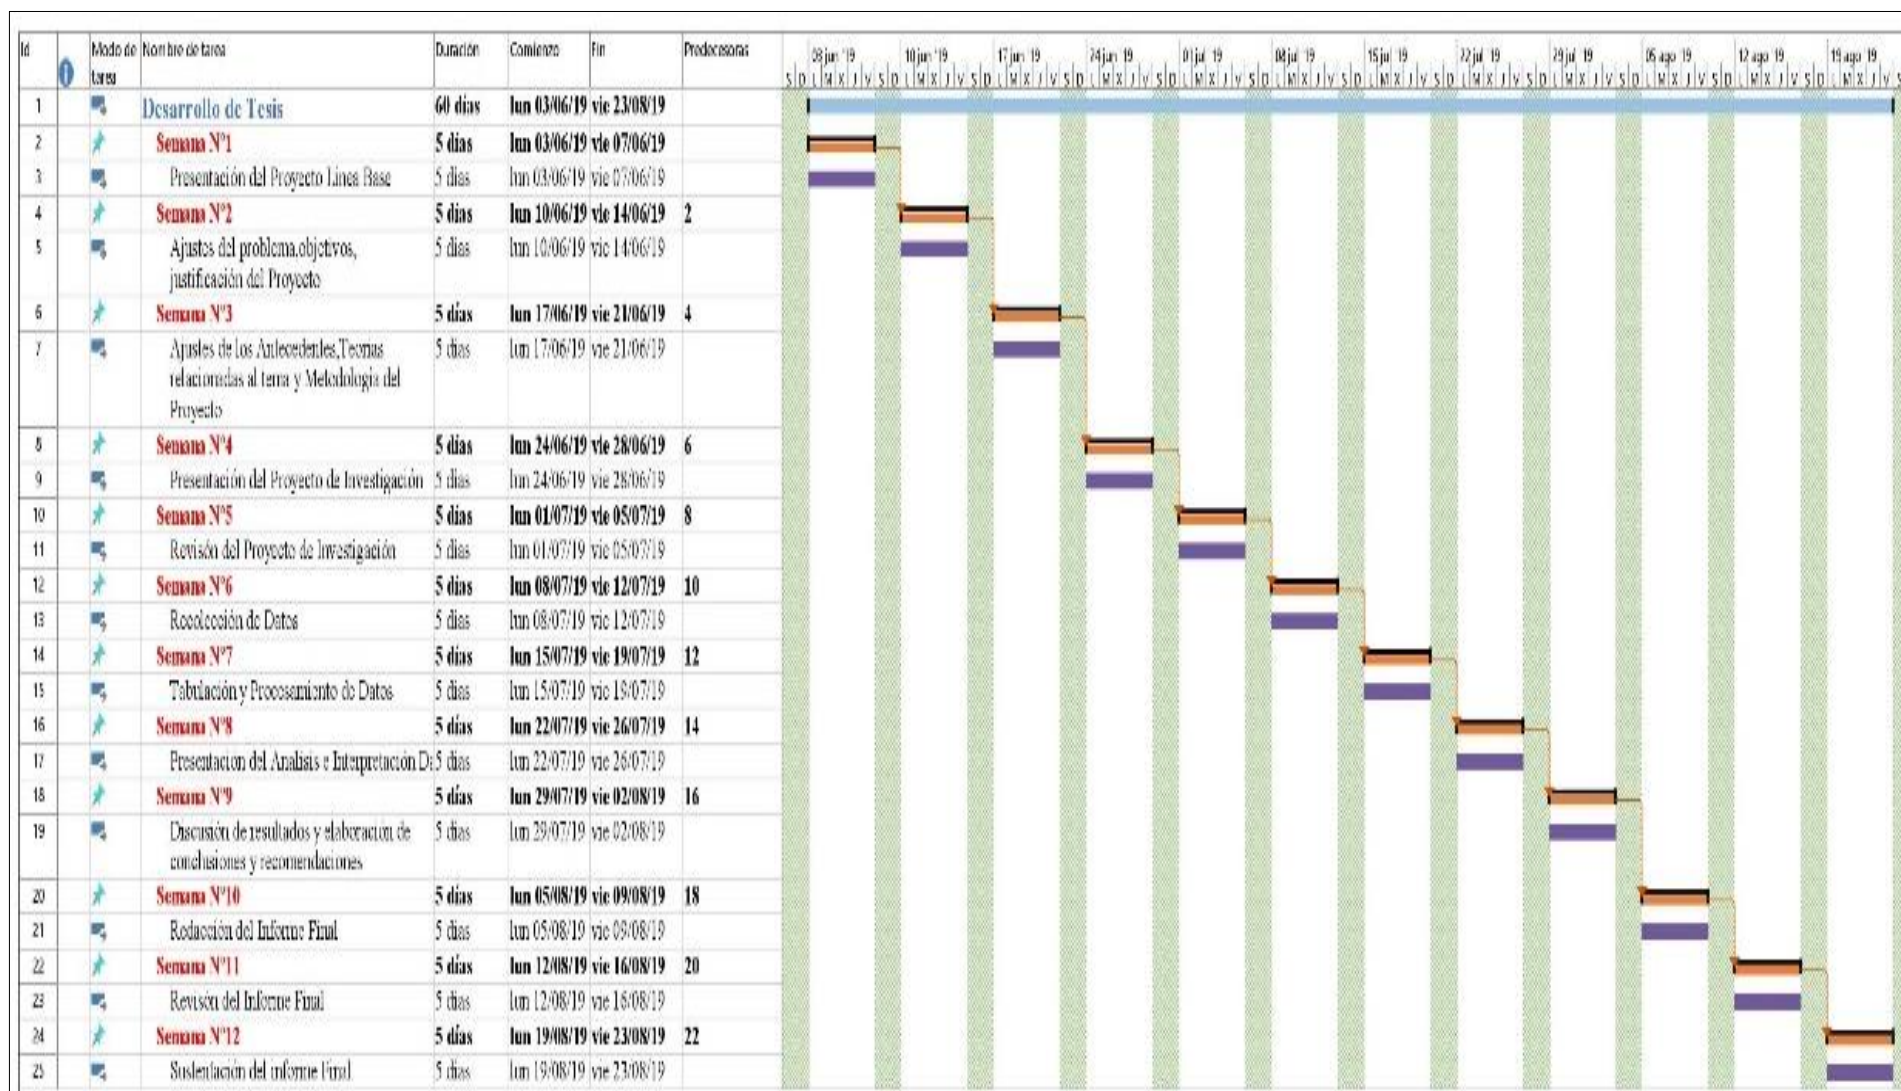 Id Modo de tarea Nombre de tarea Duración Comienzo Fin Predecesoras
03 jun '19 10 jun '19 17 jun '19 24 jun '19 01 jul '19 08 jul '19 15 jul '19 22 jul '19 29 jul '19 05 ago '19 12 ago '19 19 ago '19
S D L M X J V S D L M X J V S D L M X J V S D L M X J V S D L M X J V S D L M X J V S D L M X J V S D L M X J V S D L M X J V S D L M X J V S D L M X J V S D L M X J V S
1 Desarrollo de Tesis 60 días lun 03/06/19 vie 23/08/19
2 Semana N°1 5 días lun 03/06/19 vie 07/06/19
3 Presentación del Proyecto Linea Base 5 días lun 03/06/19 vie 07/06/19
4 Semana N°2 5 días lun 10/06/19 vie 14/06/19 2
5 Ajustes del problema,objetivos, 5 días lun 10/06/19 vie 14/06/19
justificación del Proyecto
6 Semana N°3 5 días lun 17/06/19 vie 21/06/19 4
7 Ajustes de los Antecedentes,Teorias 5 días lun 17/06/19 vie 21/06/19
relacionadas al tema y Metodologia del
Proyecto
8 Semana N°4 5 días lun 24/06/19 vie 28/06/19 6
9 Presentación del Proyecto de Investigación 5 días lun 24/06/19 vie 28/06/19
10 Semana N°5 5 días lun 01/07/19 vie 05/07/19 8
11 Revisón del Proyecto de Investigación 5 días lun 01/07/19 vie 05/07/19
12 Semana N°6 5 días lun 08/07/19 vie 12/07/19 10
13 Recolección de Datos 5 días lun 08/07/19 vie 12/07/19
14 Semana N°7 5 días lun 15/07/19 vie 19/07/19 12
15 Tabulación y Procesamiento de Datos 5 días lun 15/07/19 vie 19/07/19
16 Semana N°8 5 días lun 22/07/19 vie 26/07/19 14
17 Presentacion del Analisis e Interpretación D 5 días lun 22/07/19 vie 26/07/19
18 Semana N°9 5 días lun 29/07/19 vie 02/08/19 16
19 Discusión de resultados y elaboración de 5 días lun 29/07/19 vie 02/08/19
conclusiones y recomendaciones
20 Semana N°10 5 días lun 05/08/19 vie 09/08/19 18
21 Redacción del Informe Final 5 días lun 05/08/19 vie 09/08/19
22 Semana N°11 5 días lun 12/08/19 vie 16/08/19 20
23 Revisón del Informe Final 5 días lun 12/08/19 vie 16/08/19
24 Semana N°12 5 días lun 19/08/19 vie 23/08/19 22
25 Sustentación del informe Final 5 días lun 19/08/19 vie 23/08/19